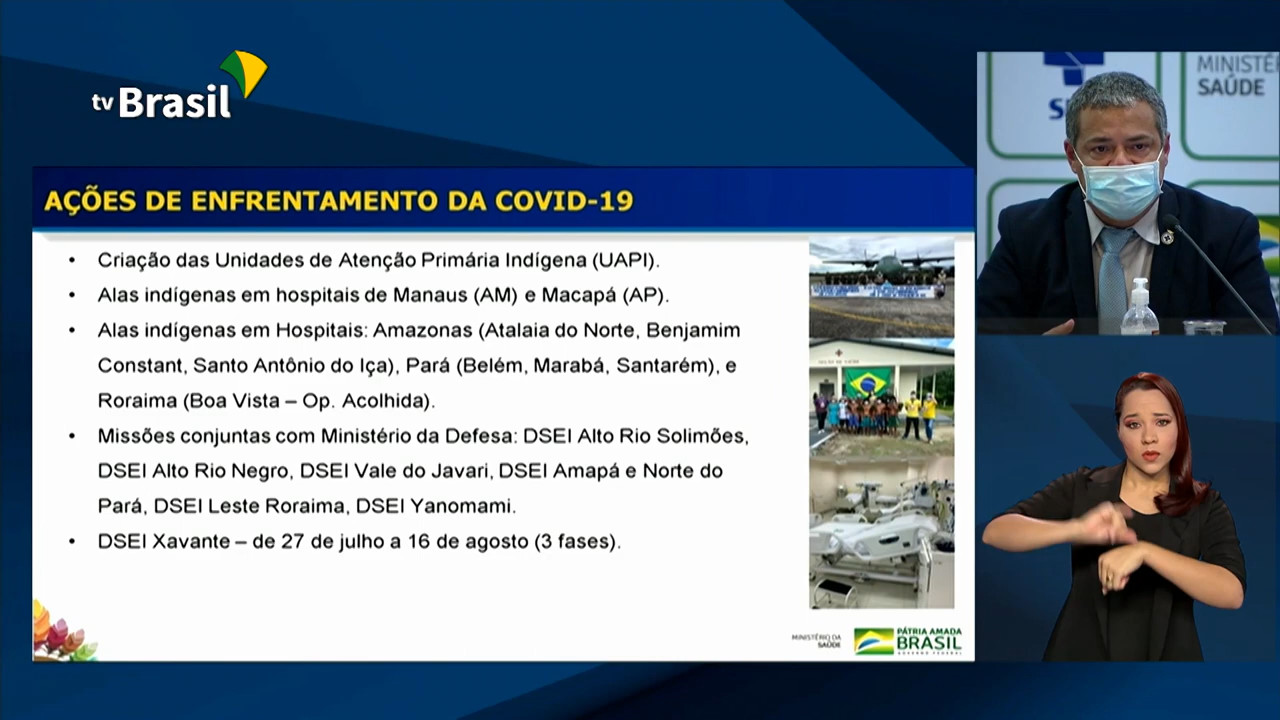 tv Brasil
AÇÕES DE ENFRENTAMENTO DA COVID-19
• Criação das Unidades de Atenção Primária Indígena (UAPI).
• Alas indígenas em hospitais de Manaus (AM) e Macapá (AP).
• Alas indígenas em Hospitais: Amazonas (Atalaia do Norte, Benjamim
Constant, Santo Antônio do Iça), Pará (Belém, Marabá, Santarém), e
Roraima (Boa Vista – Op. Acolhida).
• Missões conjuntas com Ministério da Defesa: DSEI Alto Rio Solimões,
DSEI Alto Rio Negro, DSEI Vale do Javari, DSEI Amapá e Norte do
Pará, DSEI Leste Roraima, DSEI Yanomami.
• DSEI Xavante – de 27 de julho a 16 de agosto (3 fases).
MINISTÉRIO DA
SAÚDE
PÁTRIA AMADA
BRASIL
GOVERNO FEDERAL
MINISTÉ
SAÚDE